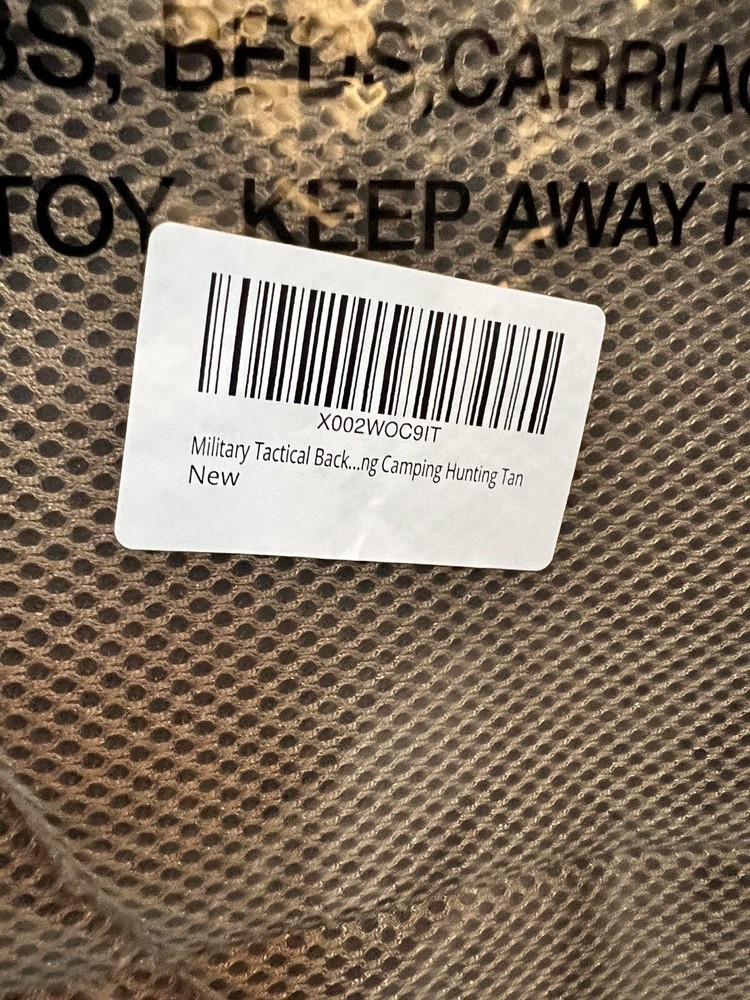 BS, BEDS,CARRIAG
TOY. KEEP AWAY F
X002WOC9IT
Military Tactical Back...ng Camping Hunting Tan
New